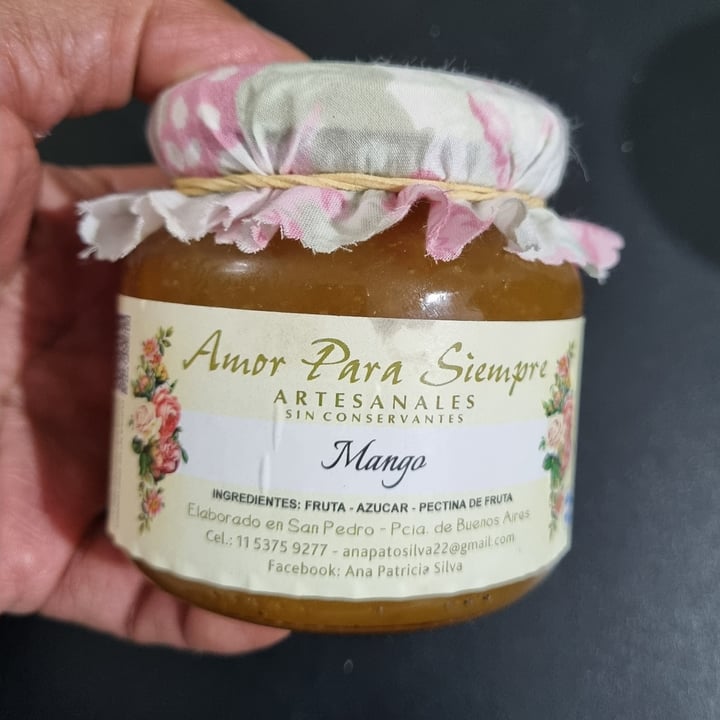 Amor Para Siempre
ARTESANALES
SIN CONSERVANTES
Mango
INGREDIENTES: FRUTA - AZUCAR - PECTINA DE FRUTA
Elaborado en San Pedro - Pcia. de Buenos Aires
Cel.: 11 5375 9277 - anapatosilva22@gmail.com
Facebook: Ana Patricia Silva